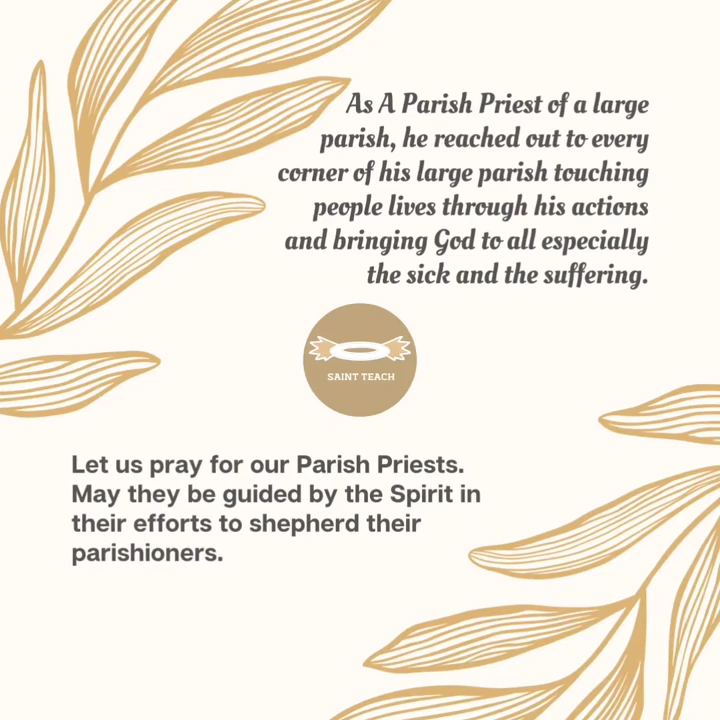 As A Parish Priest of a large
parish, he reached out to every
corner of his large parish touching
people lives through his actions
and bringing God to all especially
the sick and the suffering.
SAINT TEACH
Let us pray for our Parish Priests.
May they be guided by the Spirit in
their efforts to shepherd their
parishioners.